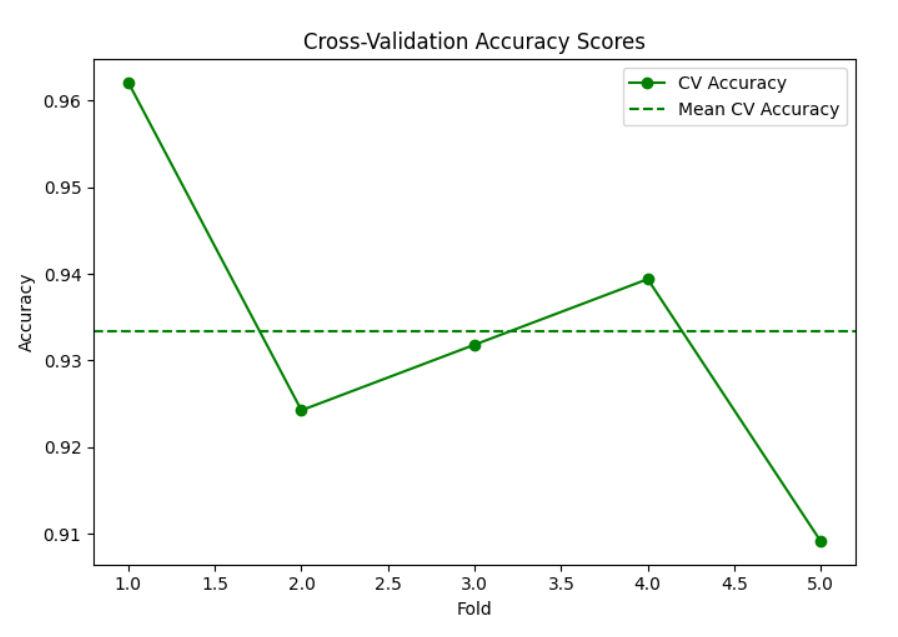 Cross-Validation Accuracy Scores
CV Accuracy
Mean CV Accuracy
Accuracy
0.96
0.95
0.94
0.93
0.92
0.91
1.0 1.5 2.0 2.5 3.0 3.5 4.0 4.5 5.0
Fold